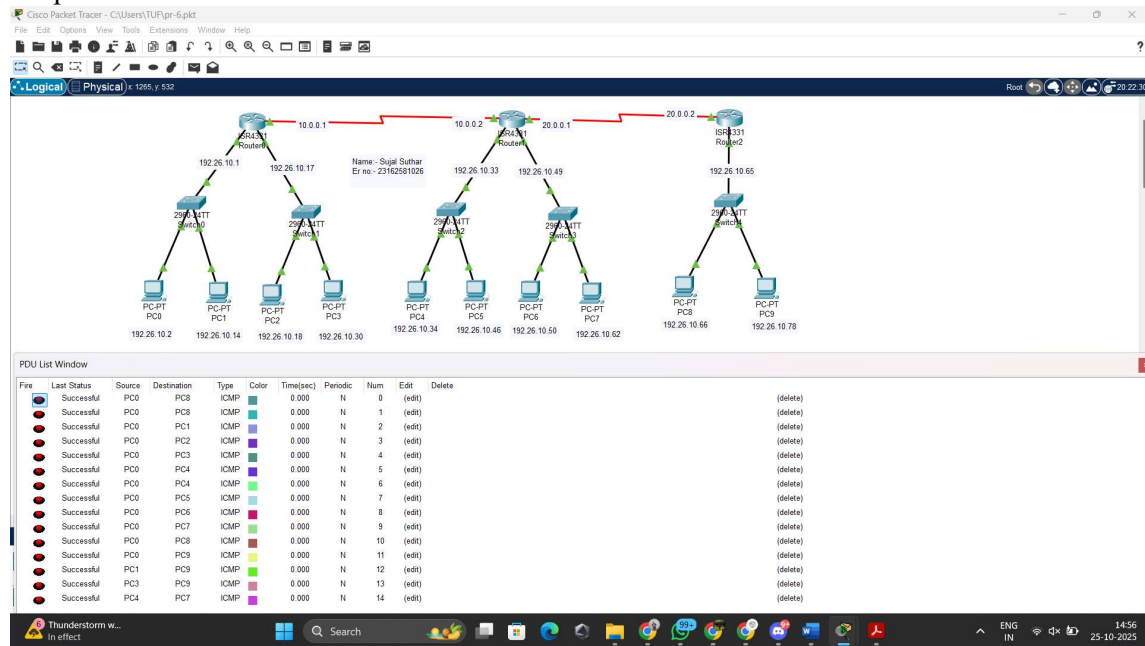 Cisco Packet Tracer - C:\Users\TUF\pr-6.pkt
File Edit Options View Tools Extensions Window Help
?
Logical Physical x: 1265, y: 532 Root 20:22:30
10.0.0.1 10.0.0.2 20.0.0.1 20.0.0.2
ISR4331 ISR4331 ISR4331
Router0 Router1 Router2
192.26.10.1 192.26.10.17 192.26.10.33 192.26.10.49 192.26.10.65
Name:- Sujal Suthar
Er no:- 23162581026
2960-24TT 2960-24TT 2960-24TT 2960-24TT 2960-24TT
Switch0 Switch1 Switch2 Switch3 Switch4
PC-PT PC-PT PC-PT PC-PT PC-PT PC-PT PC-PT PC-PT PC-PT PC-PT
PC0 PC1 PC2 PC3 PC4 PC5 PC6 PC7 PC8 PC9
192.26.10.2 192.26.10.14 192.26.10.18 192.26.10.30 192.26.10.34 192.26.10.46 192.26.10.50 192.26.10.62 192.26.10.66 192.26.10.78
PDU List Window
Fire Last Status Source Destination Type Color Time(sec) Periodic Num Edit Delete
Successful PC0 PC8 ICMP 0.000 N 0 (edit) (delete)
Successful PC0 PC8 ICMP 0.000 N 1 (edit) (delete)
Successful PC0 PC1 ICMP 0.000 N 2 (edit) (delete)
Successful PC0 PC2 ICMP 0.000 N 3 (edit) (delete)
Successful PC0 PC3 ICMP 0.000 N 4 (edit) (delete)
Successful PC0 PC4 ICMP 0.000 N 5 (edit) (delete)
Successful PC0 PC4 ICMP 0.000 N 6 (edit) (delete)
Successful PC0 PC5 ICMP 0.000 N 7 (edit) (delete)
Successful PC0 PC6 ICMP 0.000 N 8 (edit) (delete)
Successful PC0 PC7 ICMP 0.000 N 9 (edit) (delete)
Successful PC0 PC8 ICMP 0.000 N 10 (edit) (delete)
Successful PC0 PC9 ICMP 0.000 N 11 (edit) (delete)
Successful PC1 PC9 ICMP 0.000 N 12 (edit) (delete)
Successful PC3 PC9 ICMP 0.000 N 13 (edit) (delete)
Successful PC4 PC7 ICMP 0.000 N 14 (edit) (delete)
6 Thunderstorm w... Search 99+ ENG 14:56
In effect IN 25-10-2025